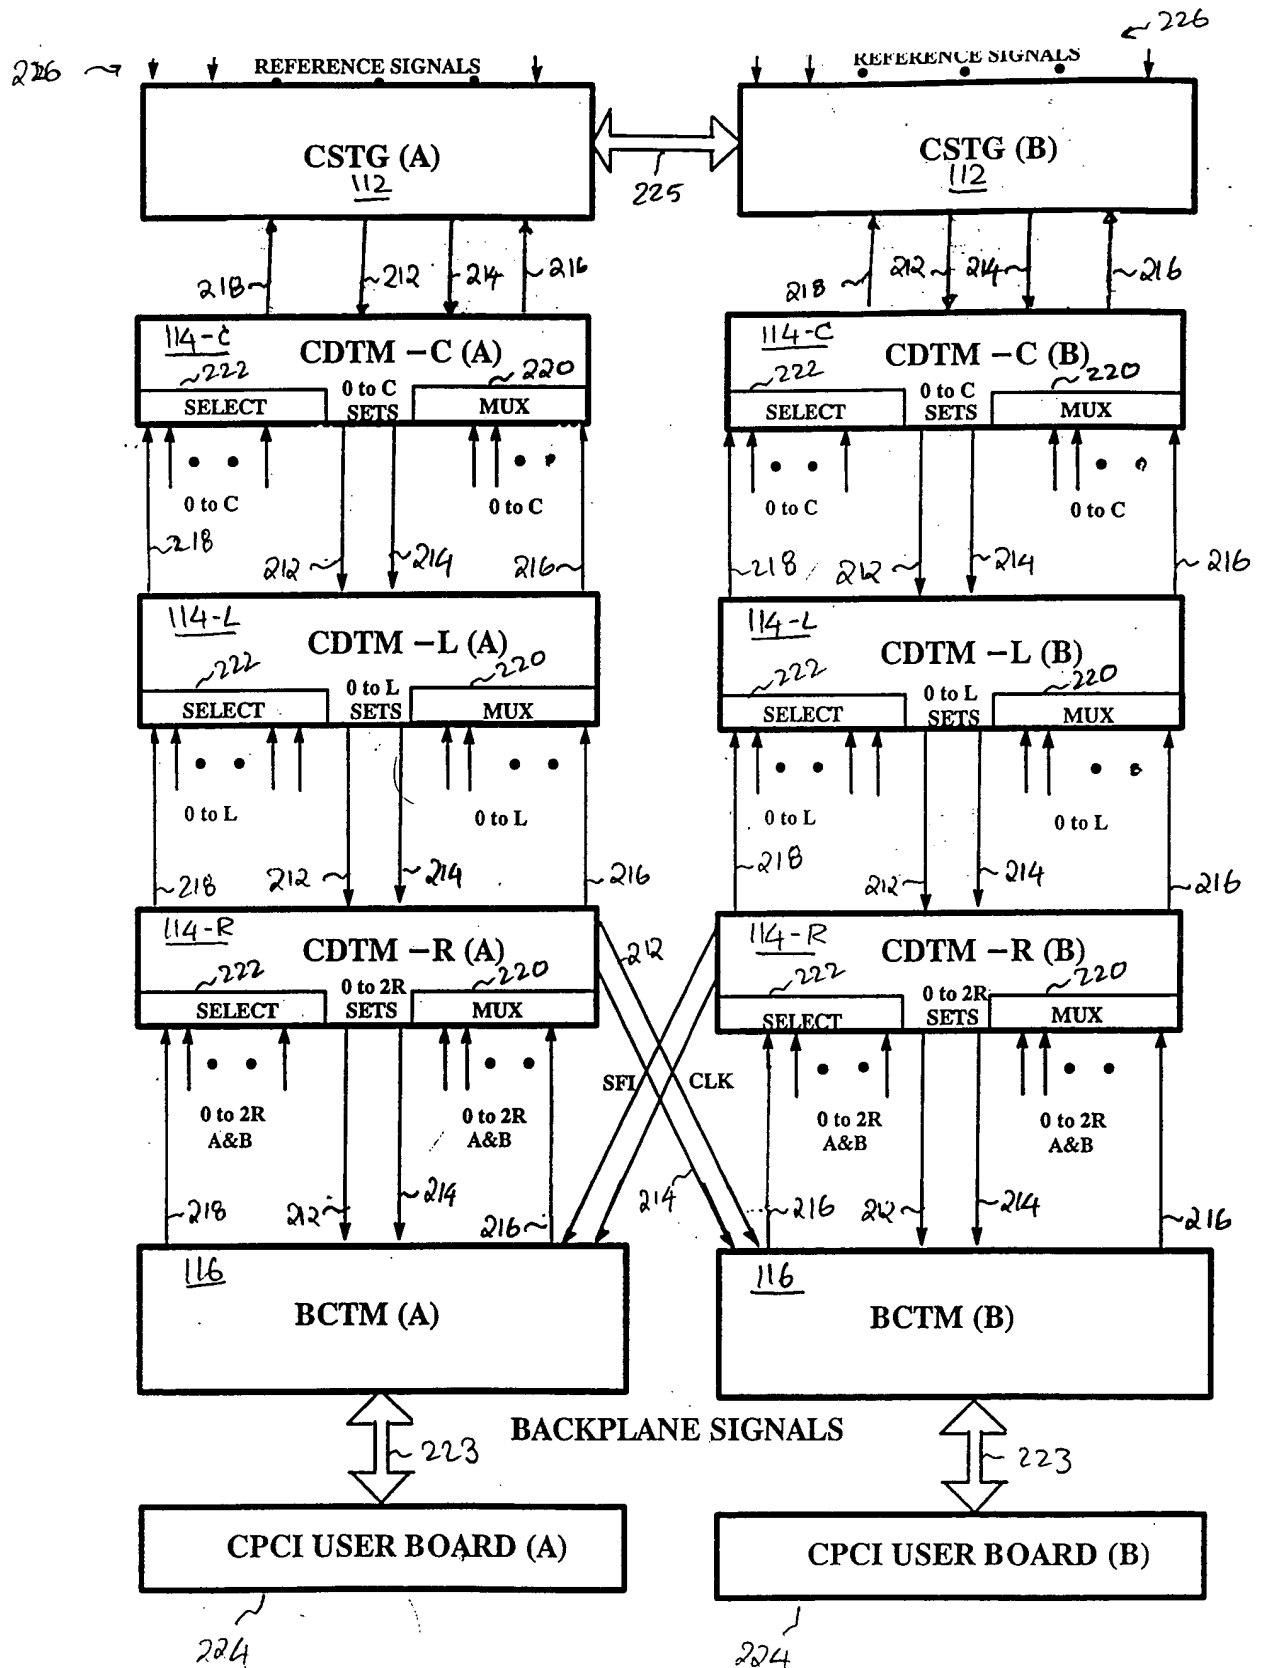 226
226
REFERENCE SIGNALS
REFERENCE SIGNALS
CSTG (A)
112
225
CSTG (B)
112
218
212
214
216
218
212
214
216
114-C
CDTM – C (A)
222
220
SELECT
0 to C
SETS
MUX
114-C
CDTM – C (B)
222
220
SELECT
0 to C
SETS
MUX
0 to C
0 to C
0 to C
0 to C
218
212
214
216
218
212
214
216
114-L
CDTM – L (A)
222
220
SELECT
0 to L
SETS
MUX
114-L
CDTM – L (B)
222
220
SELECT
0 to L
SETS
MUX
0 to L
0 to L
0 to L
0 to L
218
212
214
216
218
212
214
216
114-R
CDTM – R (A)
222
220
SELECT
0 to 2R
SETS
MUX
212
114-R
CDTM – R (B)
222
220
SELECT
0 to 2R
SETS
MUX
SFI
CLK
0 to 2R
A&B
0 to 2R
A&B
0 to 2R
A&B
0 to 2R
A&B
218
212
214
216
214
216
212
214
216
116
BCTM (A)
116
BCTM (B)
BACKPLANE SIGNALS
223
223
CPCI USER BOARD (A)
CPCI USER BOARD (B)
224
224